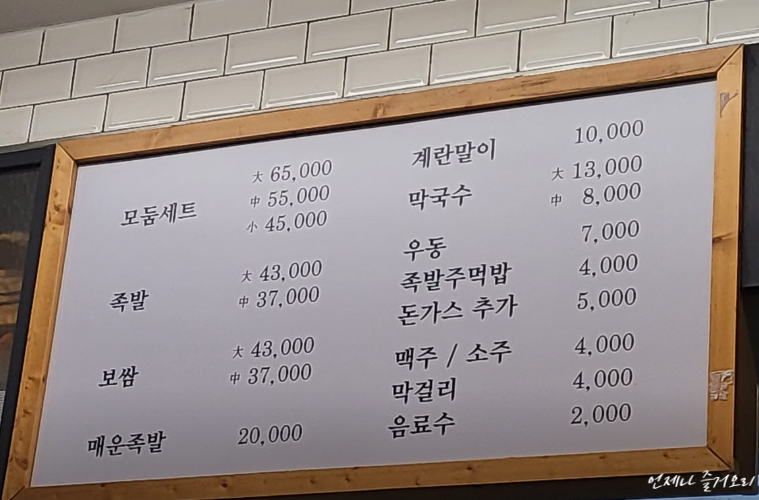 모둠세트 大 65,000
中 55,000
小 45,000
족발 大 43,000
中 37,000
보쌈 大 43,000
中 37,000
매운족발 20,000
계란말이 10,000
막국수 大 13,000
中 8,000
우동 7,000
족발주먹밥 4,000
돈가스 추가 5,000
맥주 / 소주 4,000
막걸리 4,000
음료수 2,000
언제나 즐거오리